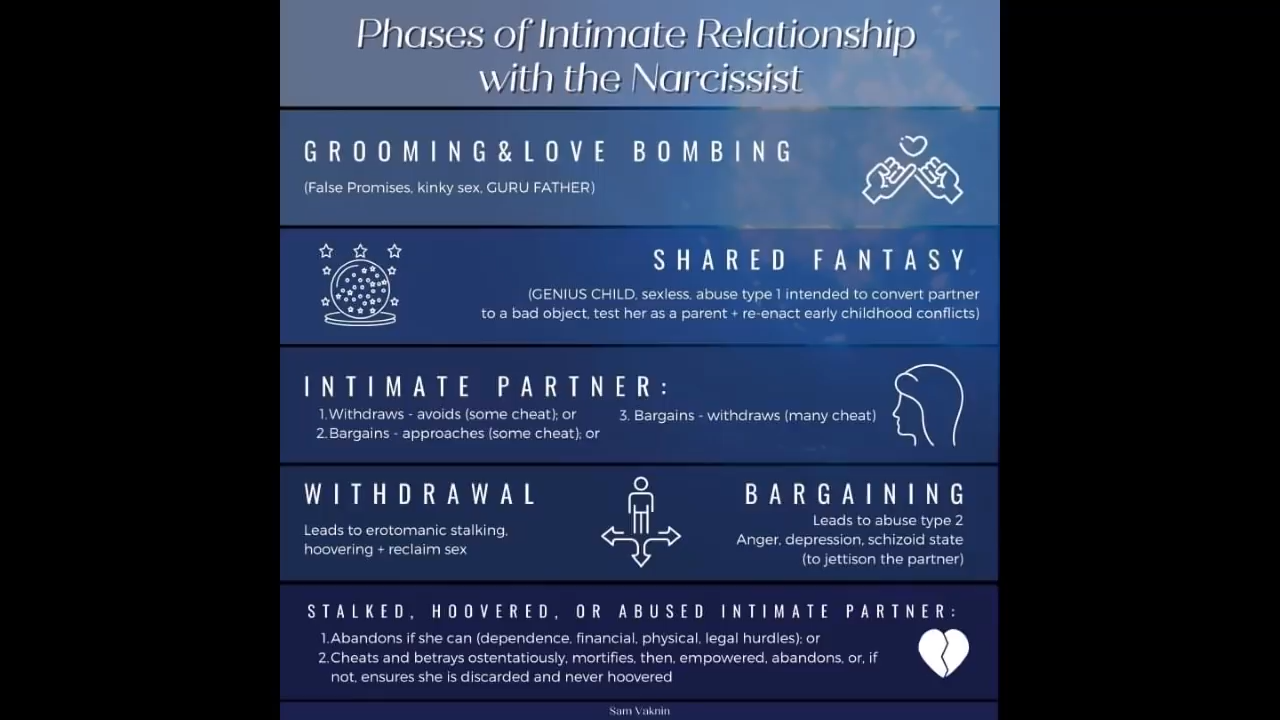 Phases of Intimate Relationship
with the Narcissist
GROOMING&LOVE BOMBING
(False Promises, kinky sex, GURU FATHER)
SHARED FANTASY
(GENIUS CHILD, sexless, abuse type 1 intended to convert partner
to a bad object, test her as a parent + re-enact early childhood conflicts)
INTIMATE PARTNER:
1. Withdraws - avoids (some cheat); or
2. Bargains - approaches (some cheat); or
3. Bargains - withdraws (many cheat)
WITHDRAWAL
Leads to erotomanic stalking,
hoovering + reclaim sex
BARGAINING
Leads to abuse type 2
Anger, depression, schizoid state
(to jettison the partner)
STALKED, HOOVERED, OR ABUSED INTIMATE PARTNER:
1. Abandons if she can (dependence, financial, physical, legal hurdles); or
2. Cheats and betrays ostentatiously, mortifies, then, empowered, abandons, or, if
not, ensures she is discarded and never hoovered
Sam Vaknin